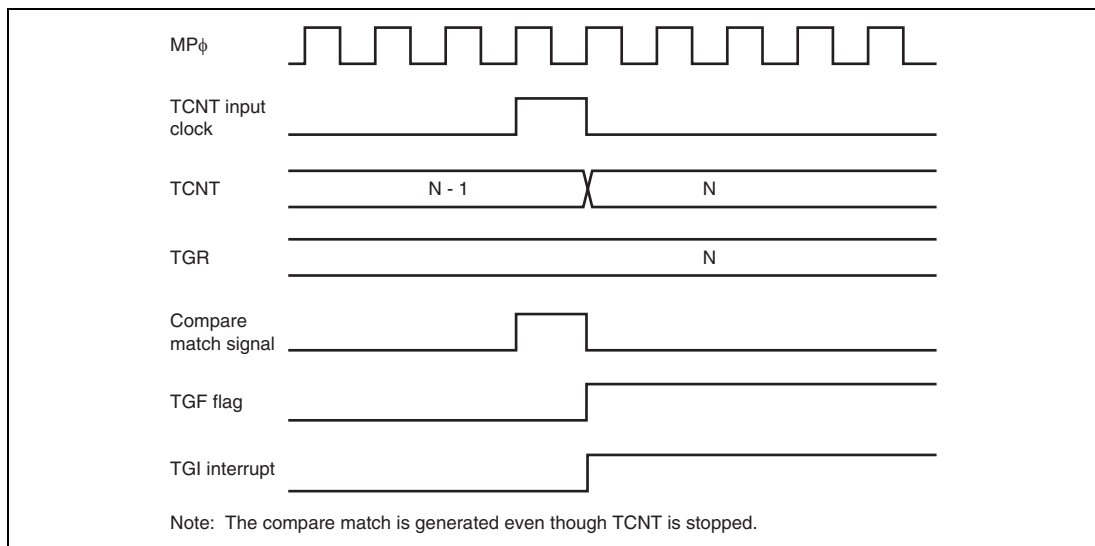 MPφ
TCNT input
clock
TCNT
N - 1
N
TGR
N
Compare
match signal
TGF flag
TGI interrupt
Note: The compare match is generated even though TCNT is stopped.